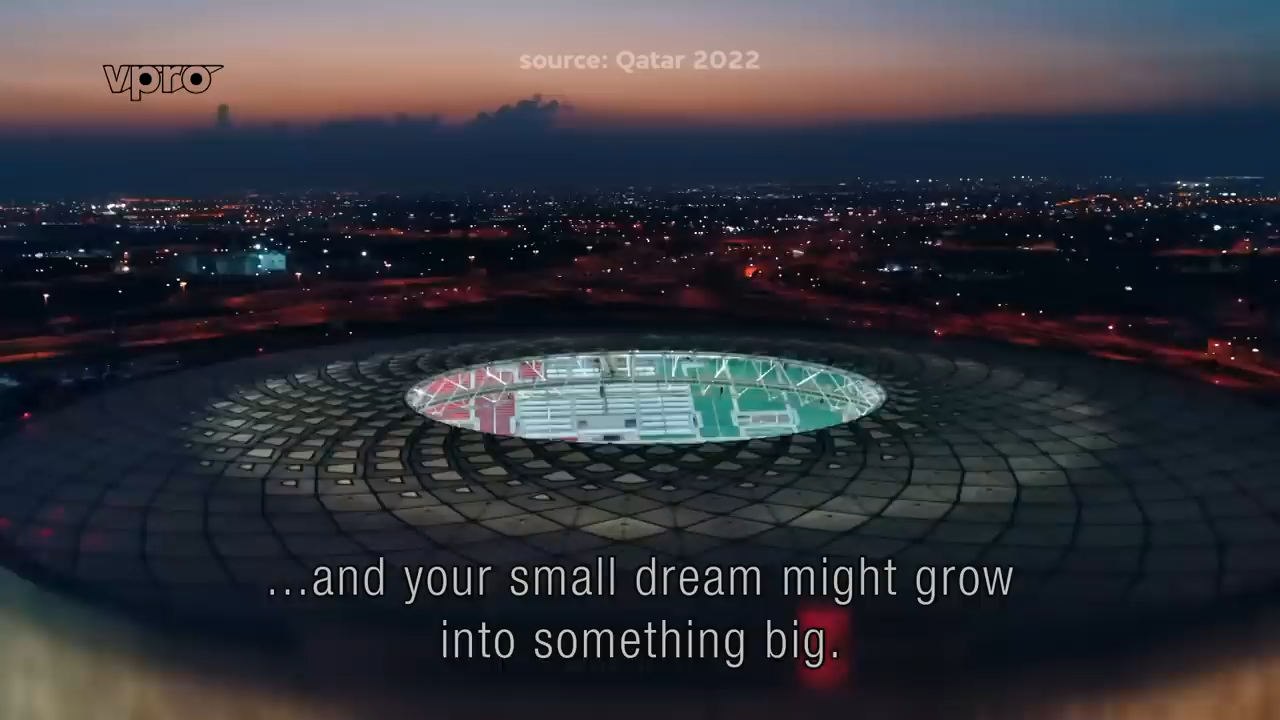 vpro
source: Qatar 2022
...and your small dream might grow
into something big.